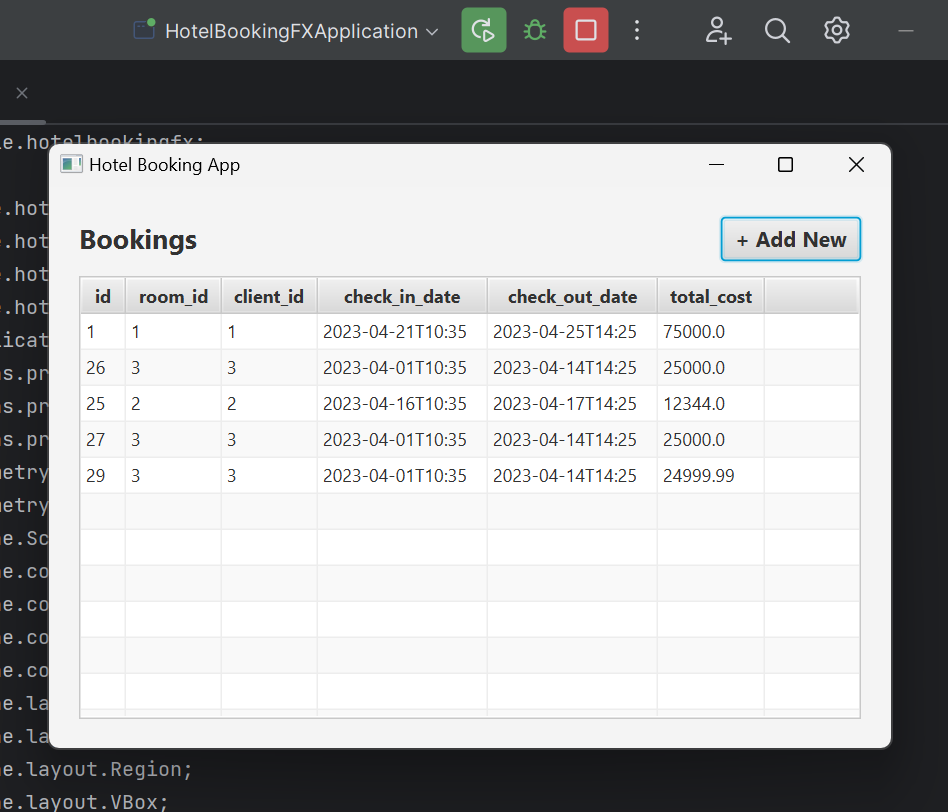 HotelBookingFXApplication
e.hotelbookingfx;
Hotel Booking App
.hot
Bookings
+ Add New
e.hot
e.hot
e.hot
id room_id client_id check_in_date check_out_date total_cost
1 1 1 2023-04-21T10:35 2023-04-25T14:25 75000.0
licat
26 3 3 2023-04-01T10:35 2023-04-14T14:25 25000.0
s.pr
25 2 2 2023-04-16T10:35 2023-04-17T14:25 12344.0
s.pr
27 3 3 2023-04-01T10:35 2023-04-14T14:25 25000.0
s.pr
29 3 3 2023-04-01T10:35 2023-04-14T14:25 24999.99
metry
metry
e.Sc
e.co
e.co
e.co
e.co
e.la
e.la
e.layout.Region;
e.layout.VBox;